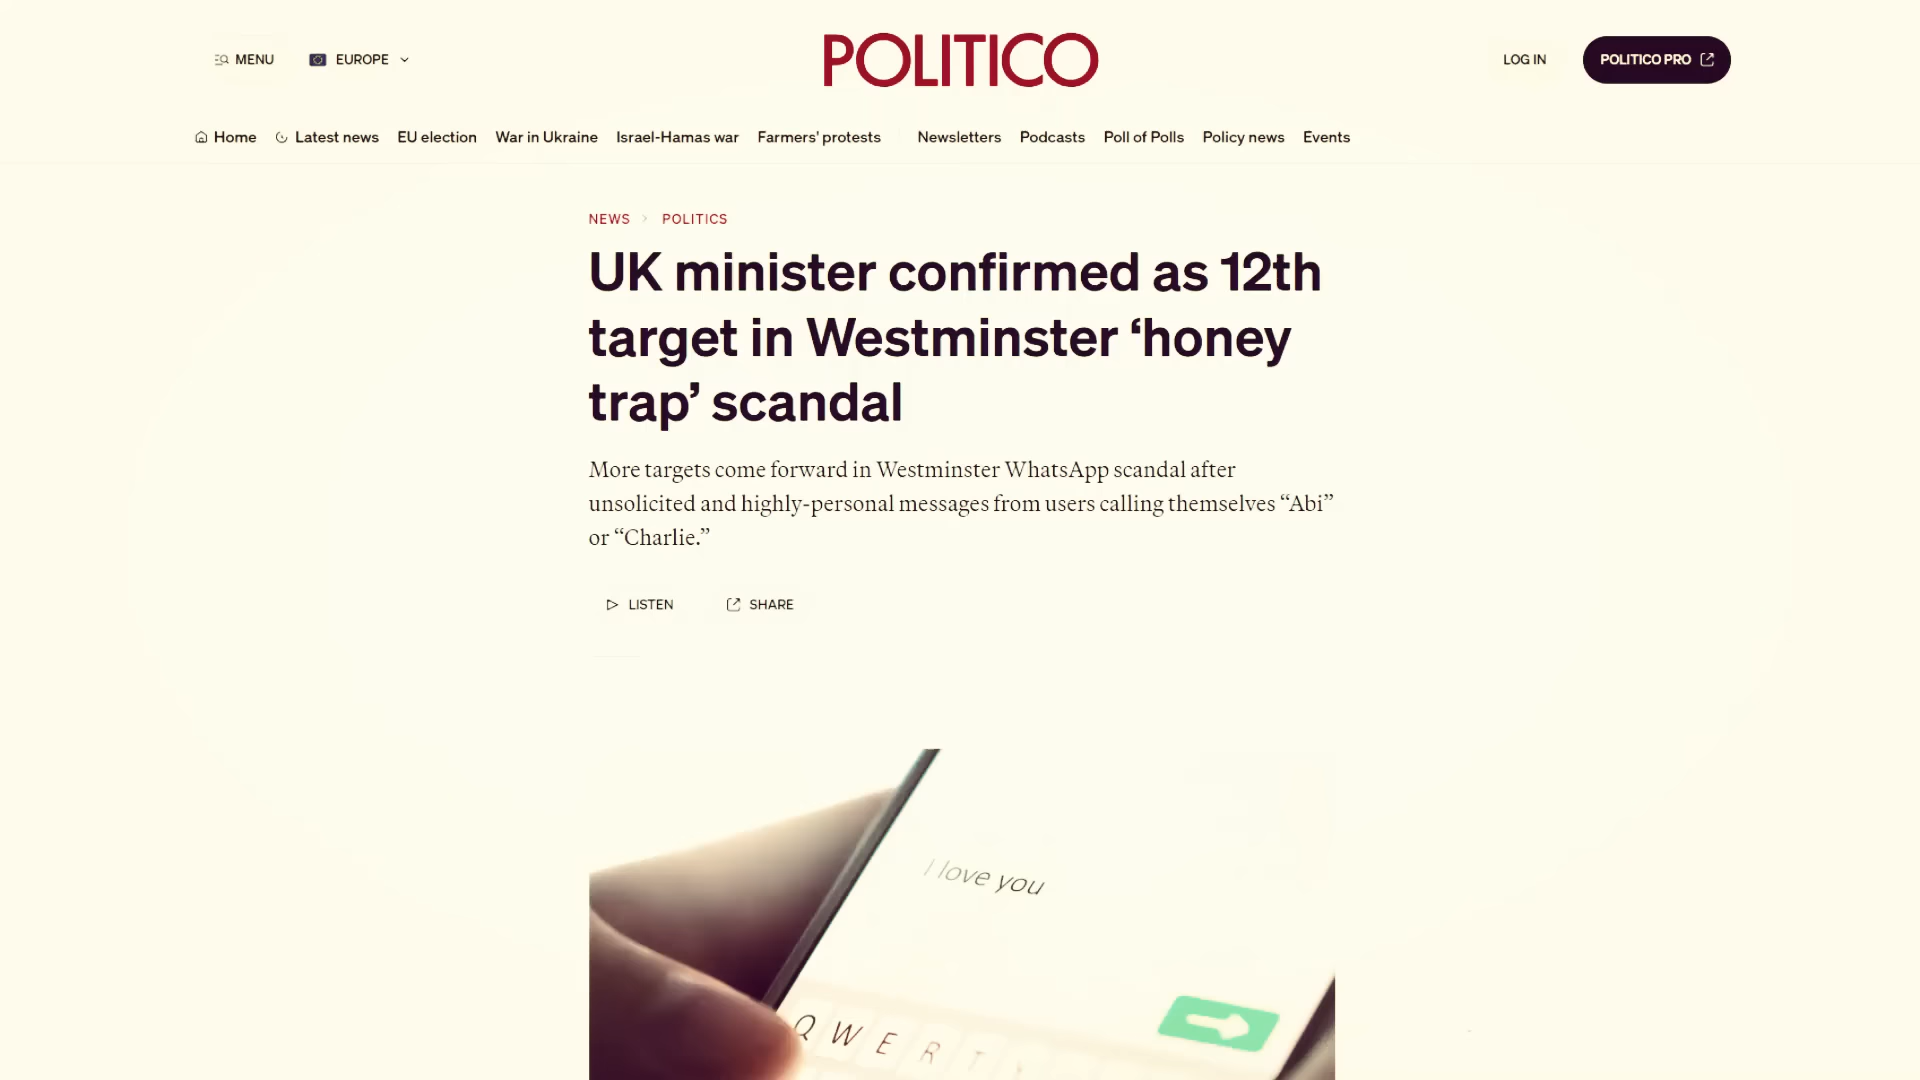 MENU
EUROPE
POLITICO
LOG IN
POLITICO PRO
Home
Latest news
EU election
War in Ukraine
Israel-Hamas war
Farmers' protests
Newsletters
Podcasts
Poll of Polls
Policy news
Events
NEWS
POLITICS
UK minister confirmed as 12th
target in Westminster ‘honey
trap’ scandal
More targets come forward in Westminster WhatsApp scandal after
unsolicited and highly-personal messages from users calling themselves “Abi”
or “Charlie.”
LISTEN
SHARE
I love you
Q W E R T